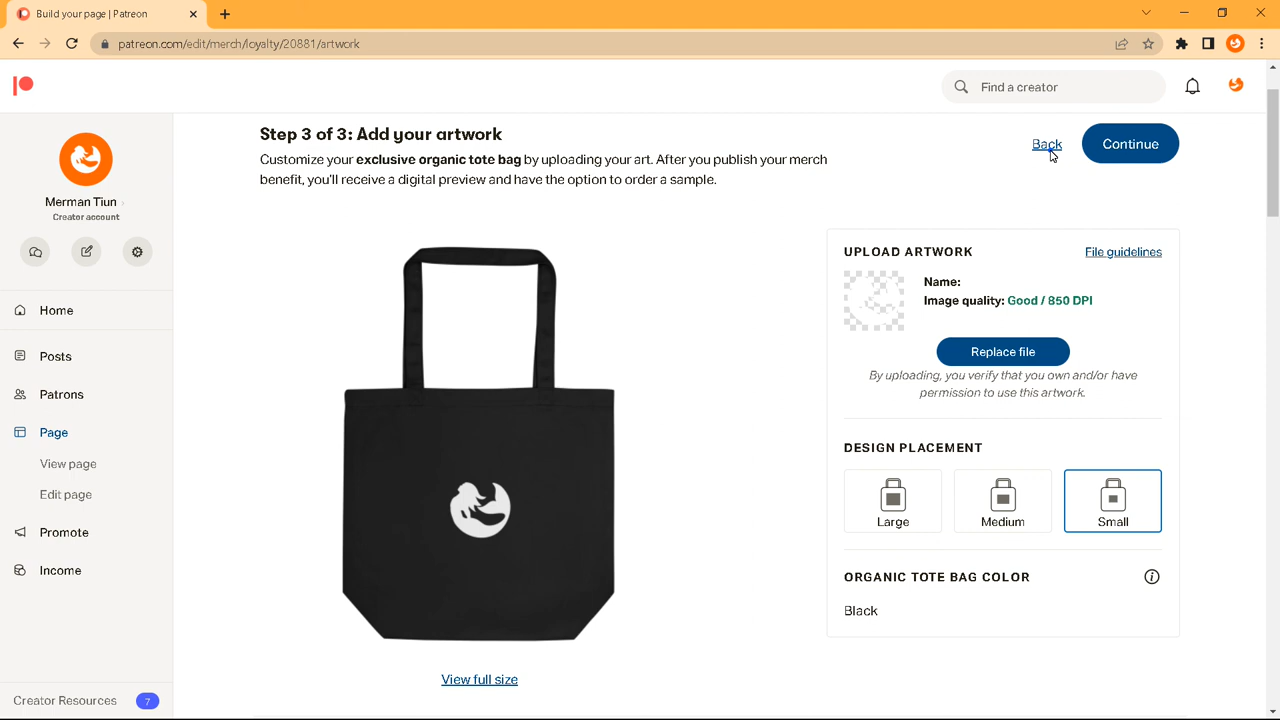 Build your page | Patreon
patreon.com/edit/merch/loyalty/20881/artwork
Find a creator
Merman Tiun
Creator account
Home
Posts
Patrons
Page
View page
Edit page
Promote
Income
Creator Resources 7
Step 3 of 3: Add your artwork
Customize your exclusive organic tote bag by uploading your art. After you publish your merch
benefit, you'll receive a digital preview and have the option to order a sample.
Back
Continue
View full size
UPLOAD ARTWORK
File guidelines
Name:
Image quality: Good / 850 DPI
Replace file
By uploading, you verify that you own and/or have
permission to use this artwork.
DESIGN PLACEMENT
Large
Medium
Small
ORGANIC TOTE BAG COLOR
Black